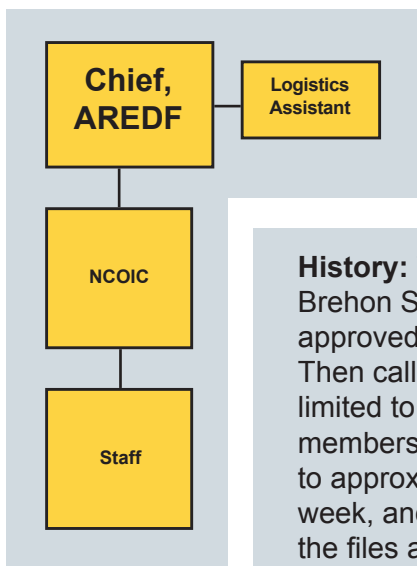 Chief,
AREDF
Logistics
Assistant
NCOIC
Staff
History:
Brehon S
approved
Then call
limited to
members
to approx
week, and
the files a